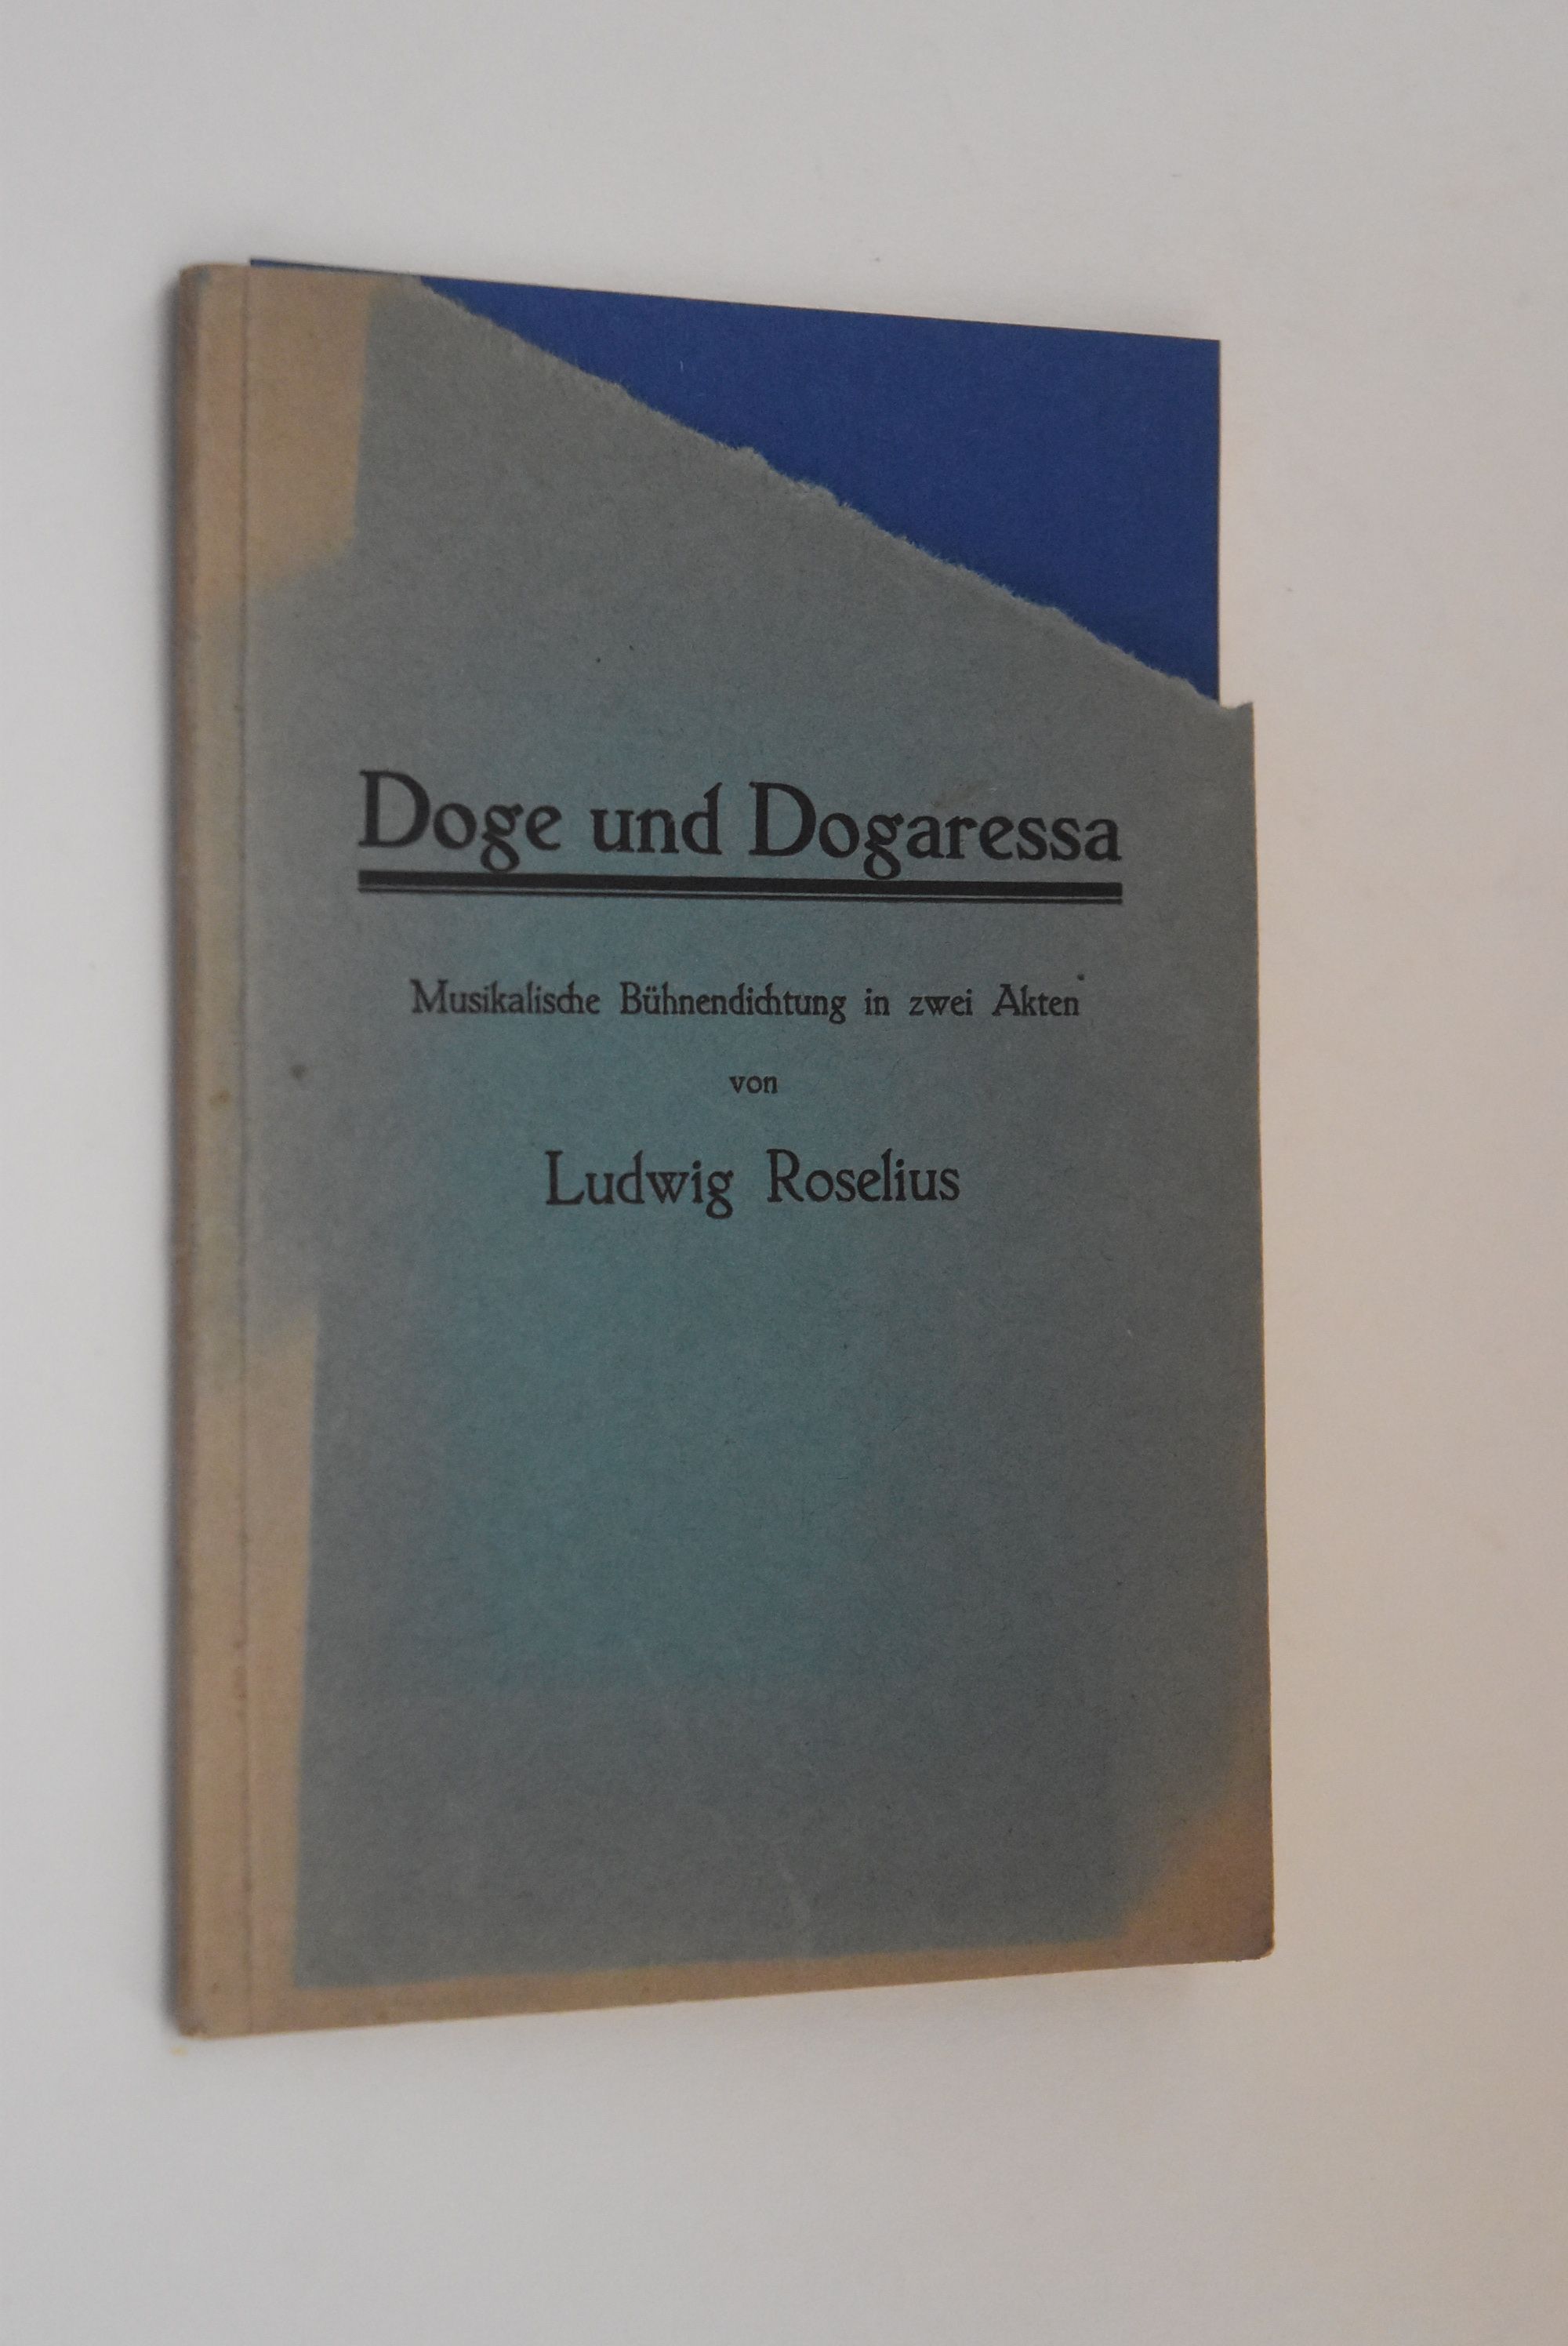 Doge und Dogaressa
Musikalische Bühnendichtung in zwei Akten
von
Ludwig Roselius